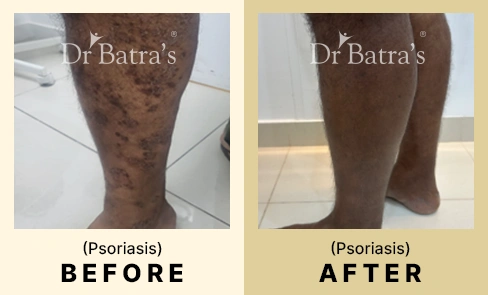 Dr Batra's®
Dr Batra's®
(Psoriasis)
BEFORE
(Psoriasis)
AFTER